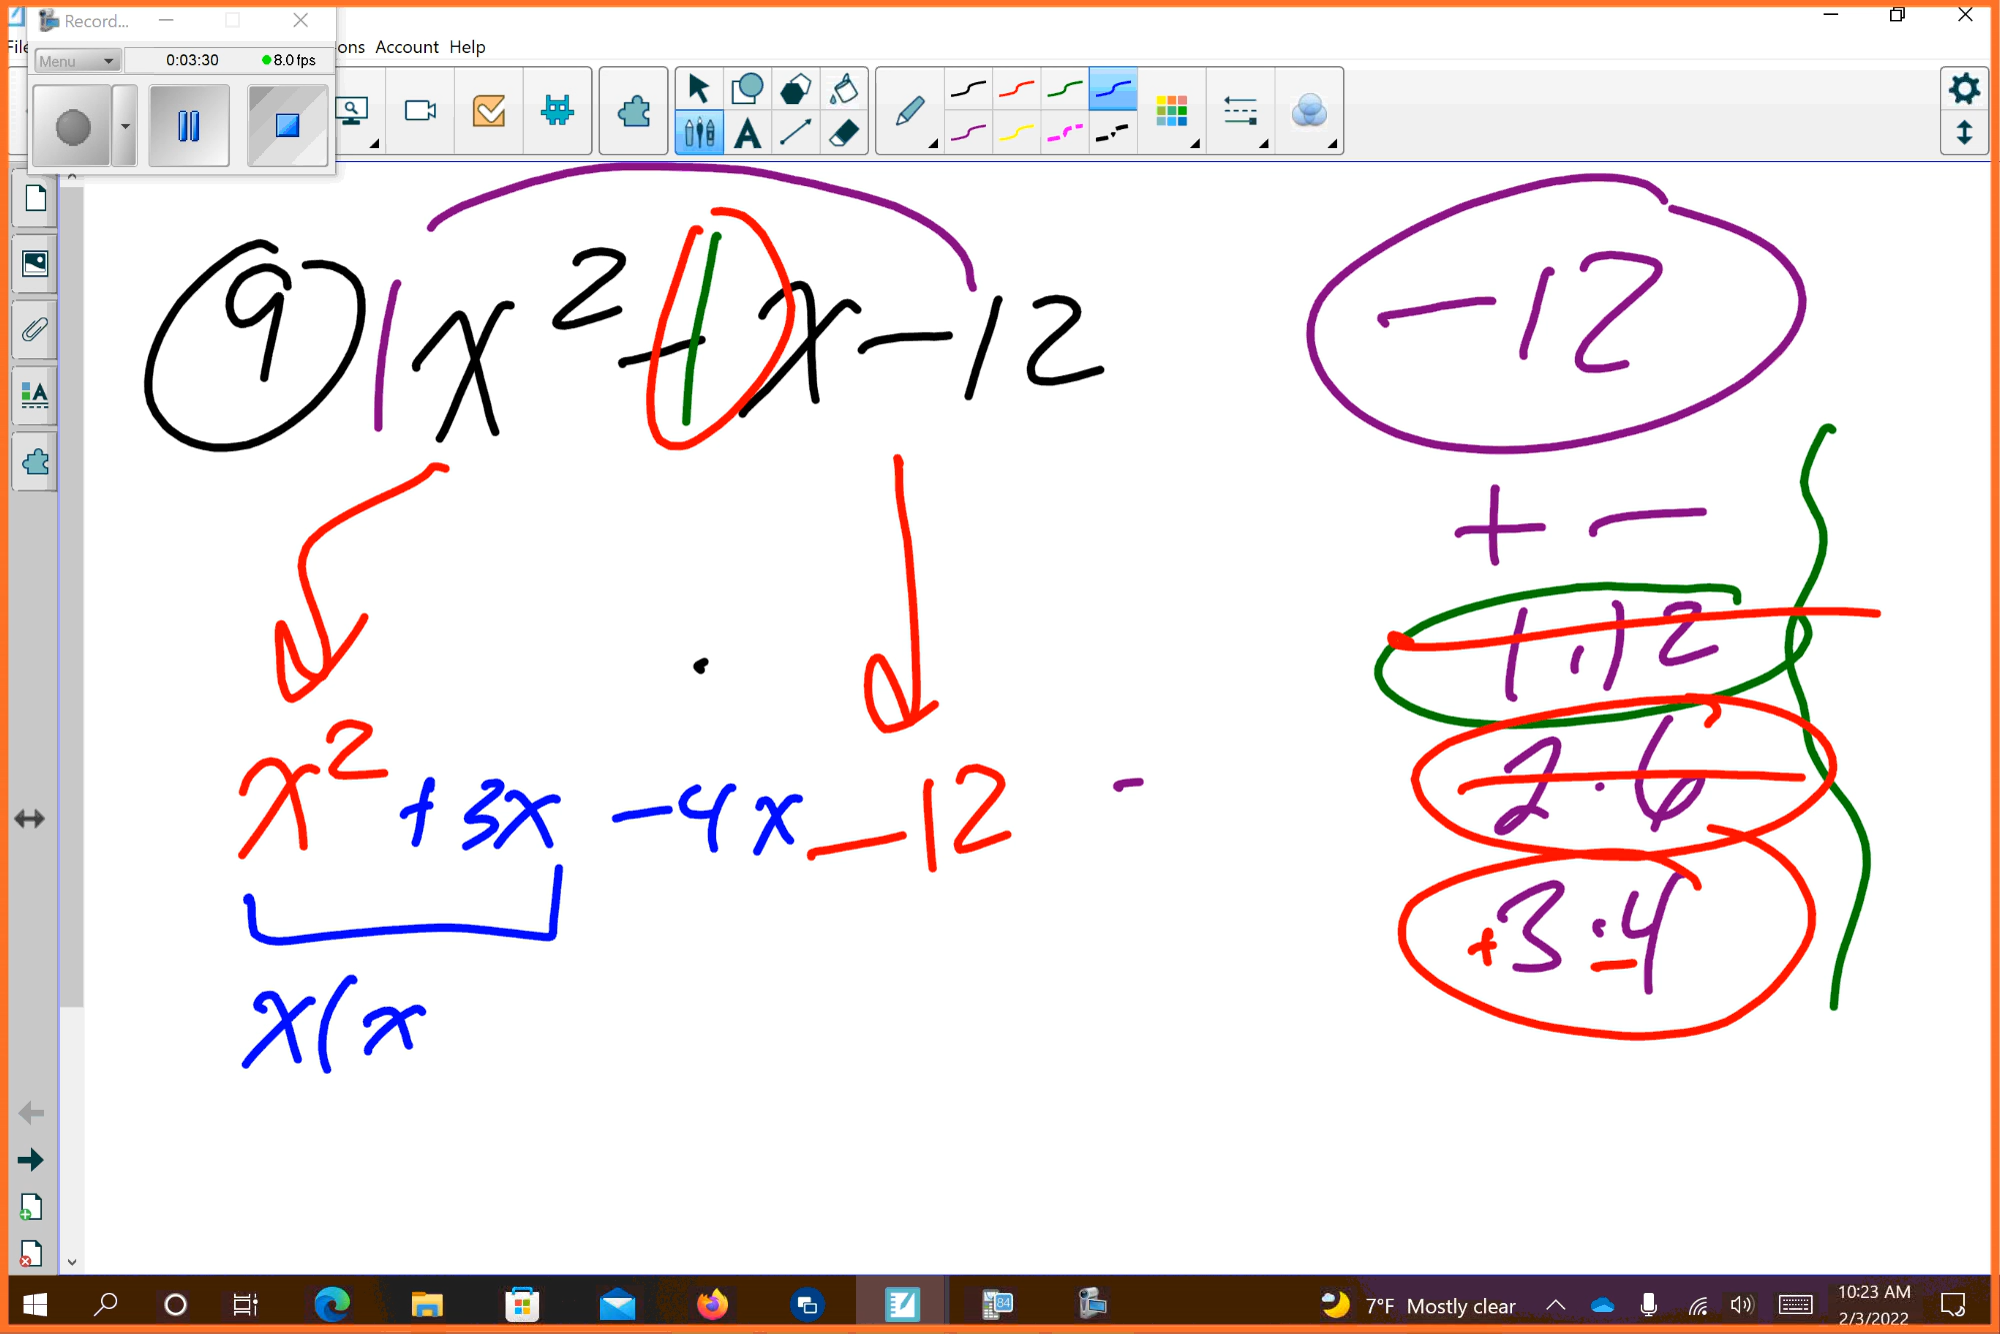 Record...
Menu 0:03:30 8.0 fps
ons Account Help
9 1x² - 1x - 12
-12
+ -
1 , 12
2 · 6
+3 · -4
x² + 3x - 4x - 12 -
x(x
84
7°F Mostly clear
10:23 AM
2/3/2022